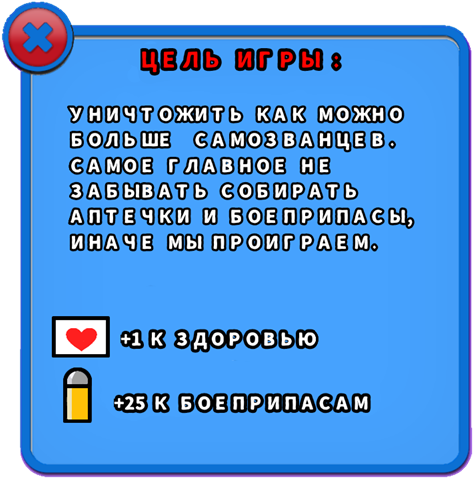 ЦЕЛЬ ИГРЫ :
УНИЧТОЖИТЬ КАК МОЖНО
БОЛЬШЕ САМОЗВАНЦЕВ.
САМОЕ ГЛАВНОЕ НЕ
ЗАБЫВАТЬ СОБИРАТЬ
АПТЕЧКИ И БОЕПРИПАСЫ,
ИНАЧЕ МЫ ПРОИГРАЕМ.
+1 К ЗДОРОВЬЮ
+25 К БОЕПРИПАСАМ